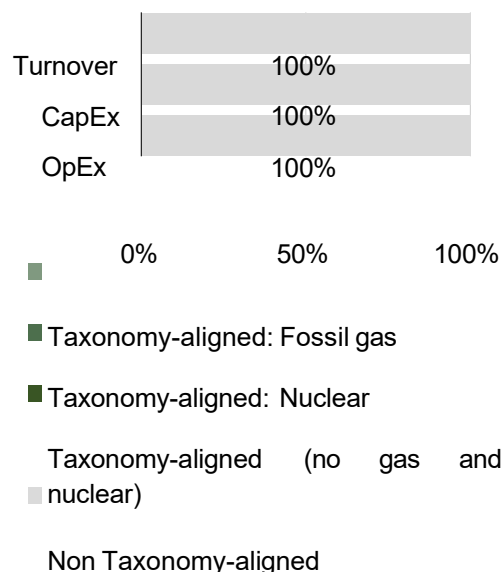 Turnover 100%
CapEx 100%
OpEx 100%
0% 50% 100%
Taxonomy-aligned: Fossil gas
Taxonomy-aligned: Nuclear
Taxonomy-aligned (no gas and
nuclear)
Non Taxonomy-aligned